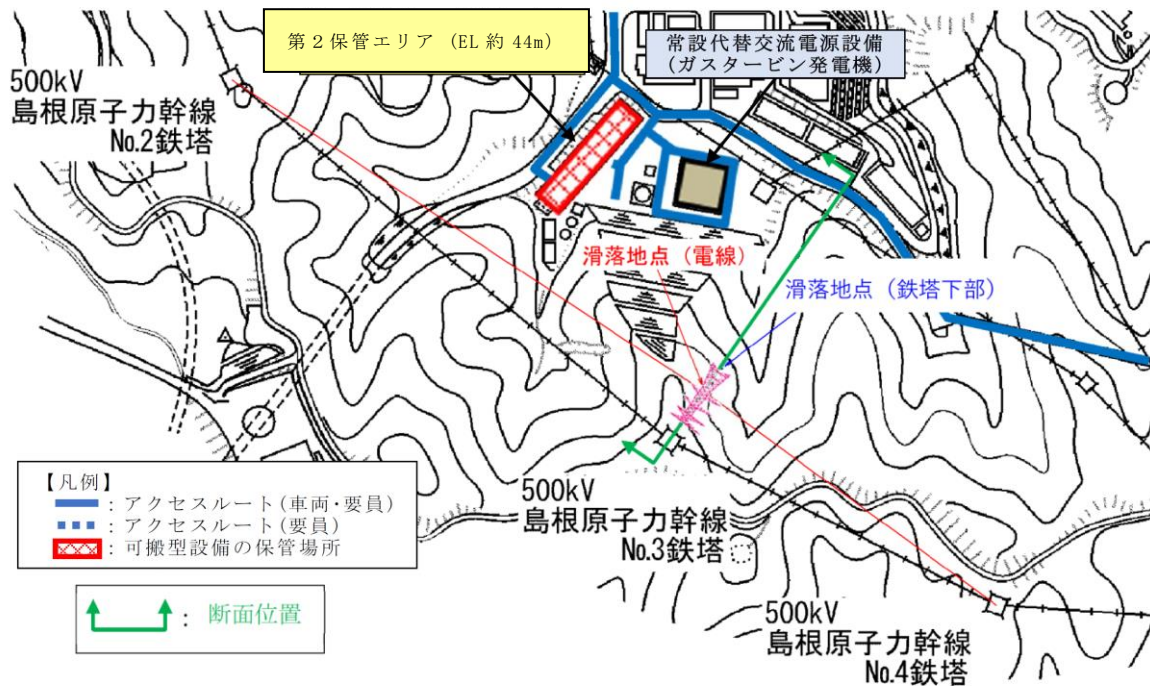 第２保管エリア (EL 約 44m)
常設代替交流電源設備
(ガスタービン発電機)
500kV
島根原子力幹線
No.2鉄塔
滑落地点（電線）
滑落地点（鉄塔下部）
500kV
島根原子力幹線
No.3鉄塔
500kV
島根原子力幹線
No.4鉄塔
【凡例】
：アクセスルート(車両･要員)
：アクセスルート(要員)
：可搬型設備の保管場所
：断面位置